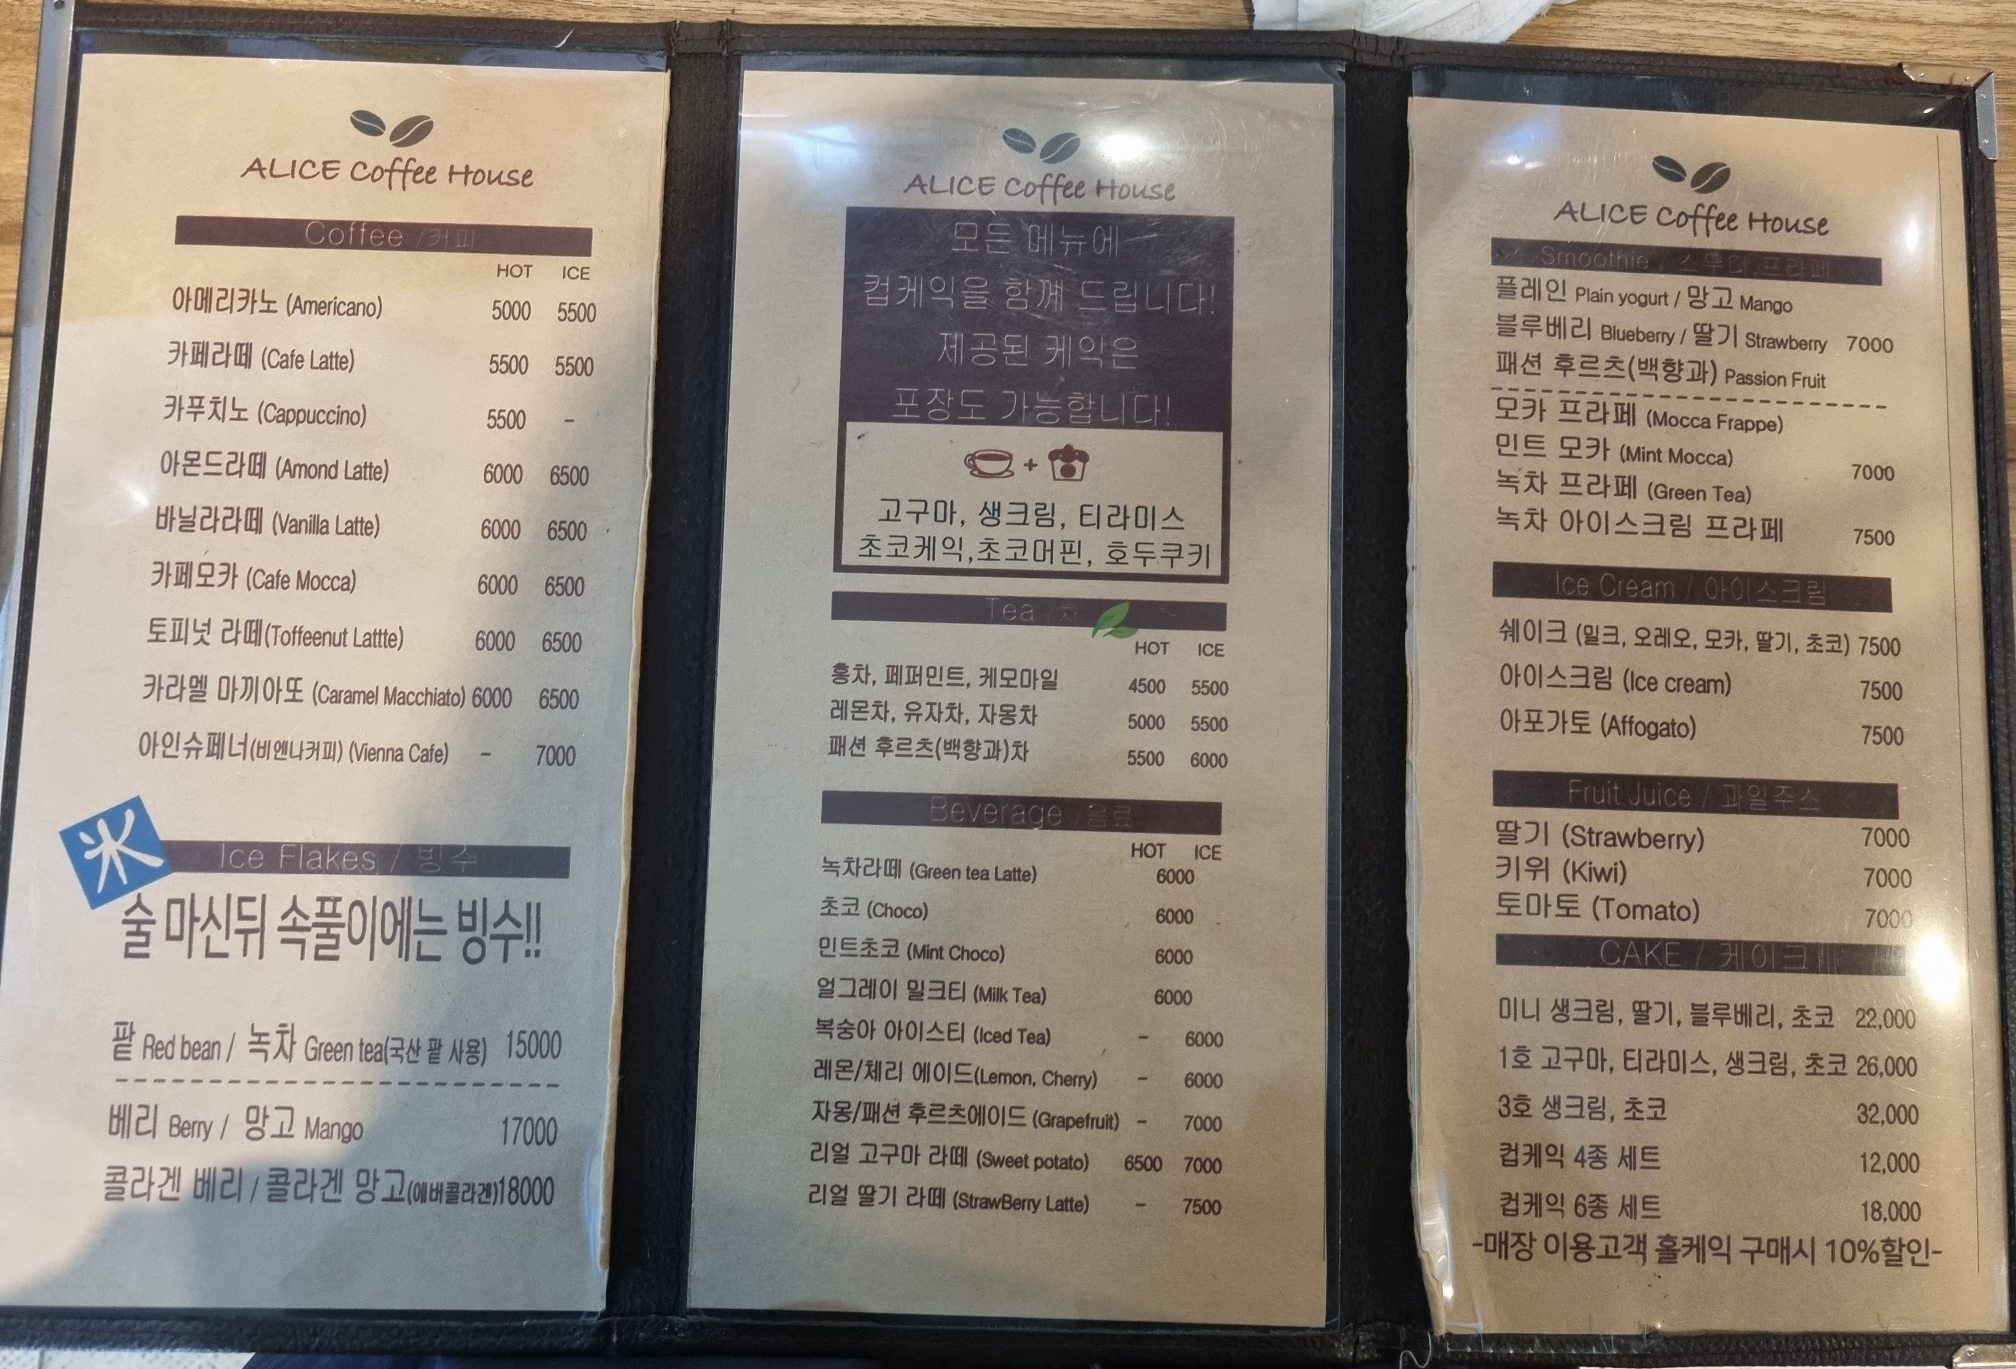 ALICE Coffee House
Coffee /커피
HOT ICE
아메리카노 (Americano) 5000 5500
카페라떼 (Cafe Latte) 5500 5500
카푸치노 (Cappuccino) 5500 -
아몬드라떼 (Amond Latte) 6000 6500
바닐라라떼 (Vanilla Latte) 6000 6500
카페모카 (Cafe Mocca) 6000 6500
토피넛 라떼(Toffeenut Lattte) 6000 6500
카라멜 마끼아또 (Caramel Macchiato) 6000 6500
아인슈페너(비엔나커피) (Vienna Cafe) - 7000
氷
Ice Flakes / 빙수
술 마신뒤 속풀이에는 빙수!!
팥 Red bean / 녹차 Green tea(국산 팥 사용) 15000
베리 Berry / 망고 Mango 17000
콜라겐 베리 / 콜라겐 망고(에버콜라겐)18000
ALICE Coffee House
모든 메뉴에
컵케익을 함께 드립니다!
제공된 케익은
포장도 가능합니다!
+
고구마, 생크림, 티라미스
초코케익,초코머핀, 호두쿠키
Tea /차
HOT ICE
홍차, 페퍼민트, 케모마일 4500 5500
레몬차, 유자차, 자몽차 5000 5500
패션 후르츠(백향과)차 5500 6000
Beverage /음료
HOT ICE
녹차라떼 (Green tea Latte) 6000
초코 (Choco) 6000
민트초코 (Mint Choco) 6000
얼그레이 밀크티 (Milk Tea) 6000
복숭아 아이스티 (Iced Tea) - 6000
레몬/체리 에이드(Lemon, Cherry) - 6000
자몽/패션 후르츠에이드 (Grapefruit) - 7000
리얼 고구마 라떼 (Sweet potato) 6500 7000
리얼 딸기 라떼 (StrawBerry Latte) - 7500
ALICE Coffee House
Smoothie / 스무디,프라페
플레인 Plain yogurt / 망고 Mango
블루베리 Blueberry / 딸기 Strawberry 7000
패션 후르츠(백향과) Passion Fruit
모카 프라페 (Mocca Frappe)
민트 모카 (Mint Mocca) 7000
녹차 프라페 (Green Tea)
녹차 아이스크림 프라페 7500
Ice Cream / 아이스크림
쉐이크 (밀크, 오레오, 모카, 딸기, 초코) 7500
아이스크림 (Ice cream) 7500
아포가토 (Affogato) 7500
Fruit Juice / 과일주스
딸기 (Strawberry) 7000
키위 (Kiwi) 7000
토마토 (Tomato) 7000
CAKE / 케이크
미니 생크림, 딸기, 블루베리, 초코 22,000
1호 고구마, 티라미스, 생크림, 초코 26,000
3호 생크림, 초코 32,000
컵케익 4종 세트 12,000
컵케익 6종 세트 18,000
-매장 이용고객 홀케익 구매시 10%할인-